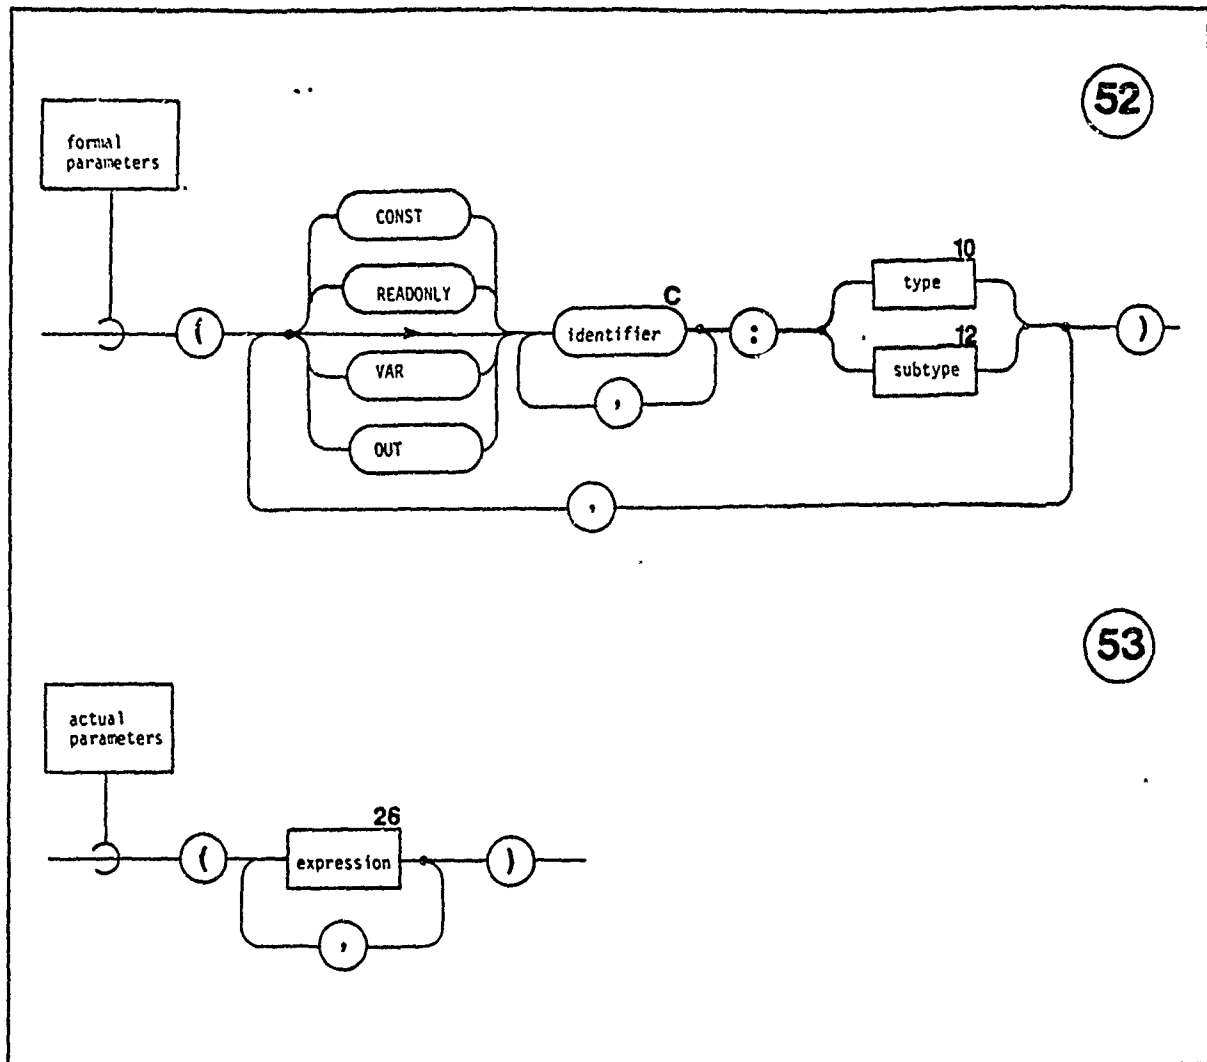 52
formal
parameters
CONST
READONLY
VAR
OUT
(
C
identifier
,
:
10
type
12
subtype
)
,
53
actual
parameters
(
26
expression
,
)